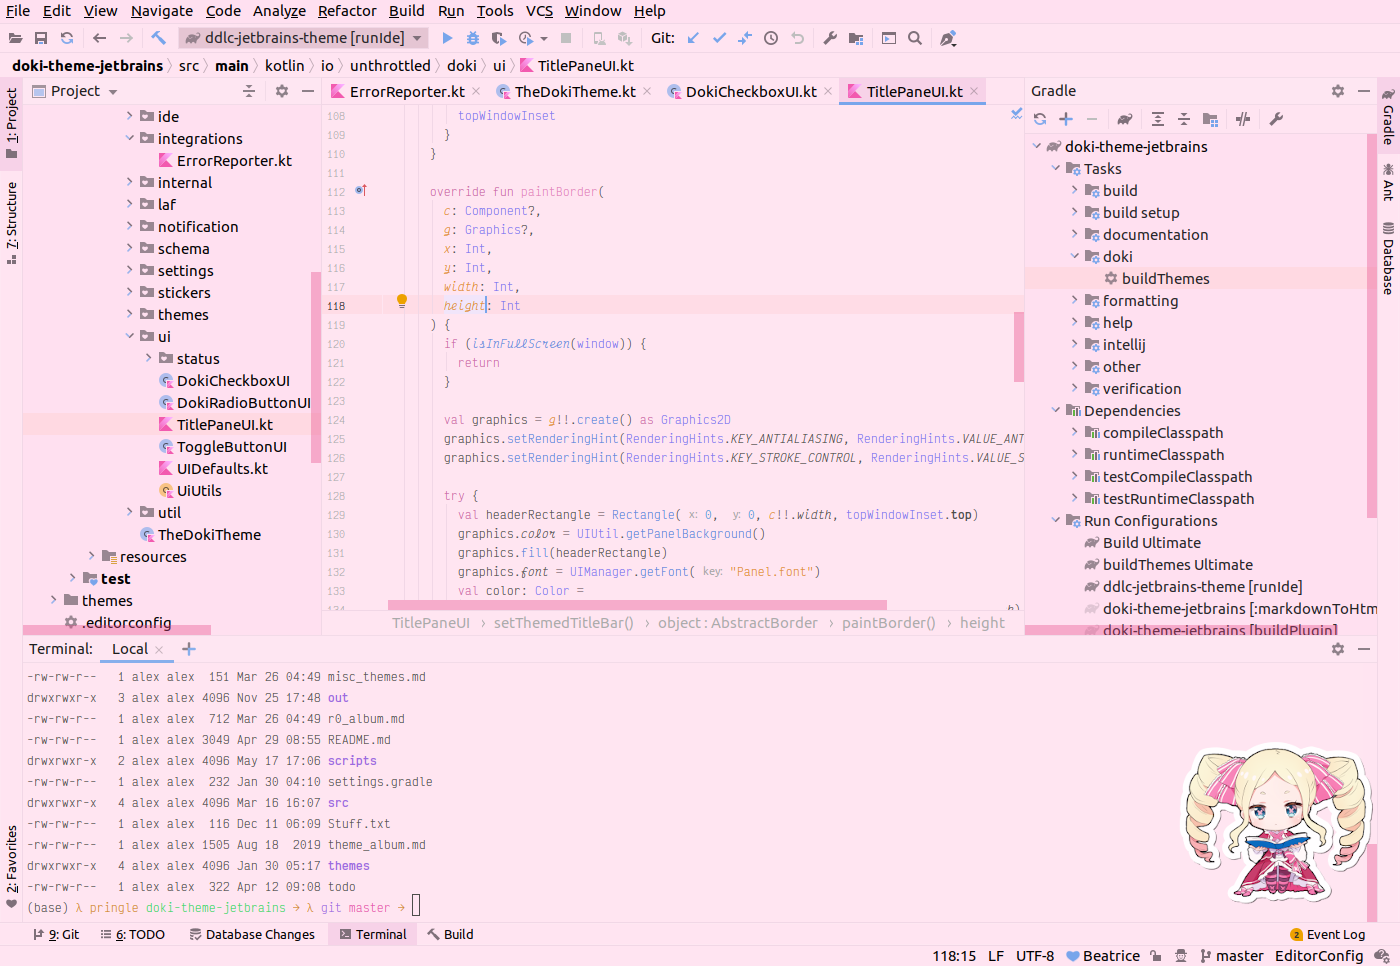 File Edit View Navigate Code Analyze Refactor Build Run Tools VCS Window Help
ddlc-jetbrains-theme [runIde] Git:
doki-theme-jetbrains src main kotlin io unthrottled doki ui TitlePaneUI.kt
1: Project
7: Structure
2: Favorites
Project
ide
integrations
ErrorReporter.kt
internal
laf
notification
schema
settings
stickers
themes
ui
status
DokiCheckboxUI
DokiRadioButtonUI
TitlePaneUI.kt
ToggleButtonUI
UIDefaults.kt
UiUtils
util
TheDokiTheme
resources
test
themes
.editorconfig
ErrorReporter.kt TheDokiTheme.kt DokiCheckboxUI.kt TitlePaneUI.kt
108 topWindowInset
109 }
110 }
111
112 override fun paintBorder(
113 c: Component?,
114 g: Graphics?,
115 x: Int,
116 y: Int,
117 width: Int,
118 height: Int
119 ) {
120 if (isInFullScreen(window)) {
121 return
122 }
123
124 val graphics = g!!.create() as Graphics2D
125 graphics.setRenderingHint(RenderingHints.KEY_ANTIALIASING, RenderingHints.VALUE_ANT
126 graphics.setRenderingHint(RenderingHints.KEY_STROKE_CONTROL, RenderingHints.VALUE_S
127
128 try {
129 val headerRectangle = Rectangle( x: 0, y: 0, c!!.width, topWindowInset.top)
130 graphics.color = UIUtil.getPanelBackground()
131 graphics.fill(headerRectangle)
132 graphics.font = UIManager.getFont( key: "Panel.font")
133 val color: Color =
134 h)
TitlePaneUI setThemedTitleBar() object : AbstractBorder paintBorder() height
Gradle
doki-theme-jetbrains
Tasks
build
build setup
documentation
doki
buildThemes
formatting
help
intellij
other
verification
Dependencies
compileClasspath
runtimeClasspath
testCompileClasspath
testRuntimeClasspath
Run Configurations
Build Ultimate
buildThemes Ultimate
ddlc-jetbrains-theme [runIde]
doki-theme-jetbrains [:markdownToHtm
doki-theme-jetbrains [buildPlugin]
Gradle
Ant
Database
Terminal: Local
-rw-rw-r-- 1 alex alex 151 Mar 26 04:49 misc_themes.md
drwxrwxr-x 3 alex alex 4096 Nov 25 17:48 out
-rw-rw-r-- 1 alex alex 712 Mar 26 04:49 r0_album.md
-rw-rw-r-- 1 alex alex 3049 Apr 29 08:55 README.md
drwxrwxr-x 2 alex alex 4096 May 17 17:06 scripts
-rw-rw-r-- 1 alex alex 232 Jan 30 04:10 settings.gradle
drwxrwxr-x 4 alex alex 4096 Mar 16 16:07 src
-rw-rw-r-- 1 alex alex 116 Dec 11 06:09 Stuff.txt
-rw-rw-r-- 1 alex alex 1505 Aug 18 2019 theme_album.md
drwxrwxr-x 4 alex alex 4096 Jan 30 05:17 themes
-rw-rw-r-- 1 alex alex 322 Apr 12 09:08 todo
(base) λ pringle doki-theme-jetbrains → λ git master →
9: Git 6: TODO Database Changes Terminal Build 2 Event Log
118:15 LF UTF-8 Beatrice master EditorConfig